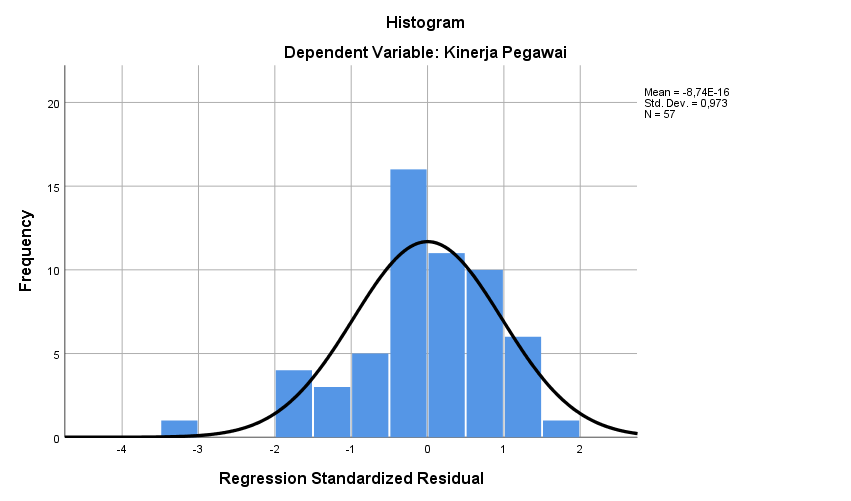 Histogram
Dependent Variable: Kinerja Pegawai
Mean = -8,74E-16
Std. Dev. = 0,973
N = 57
Frequency
20
15
10
5
0
-4
-3
-2
-1
0
1
2
Regression Standardized Residual